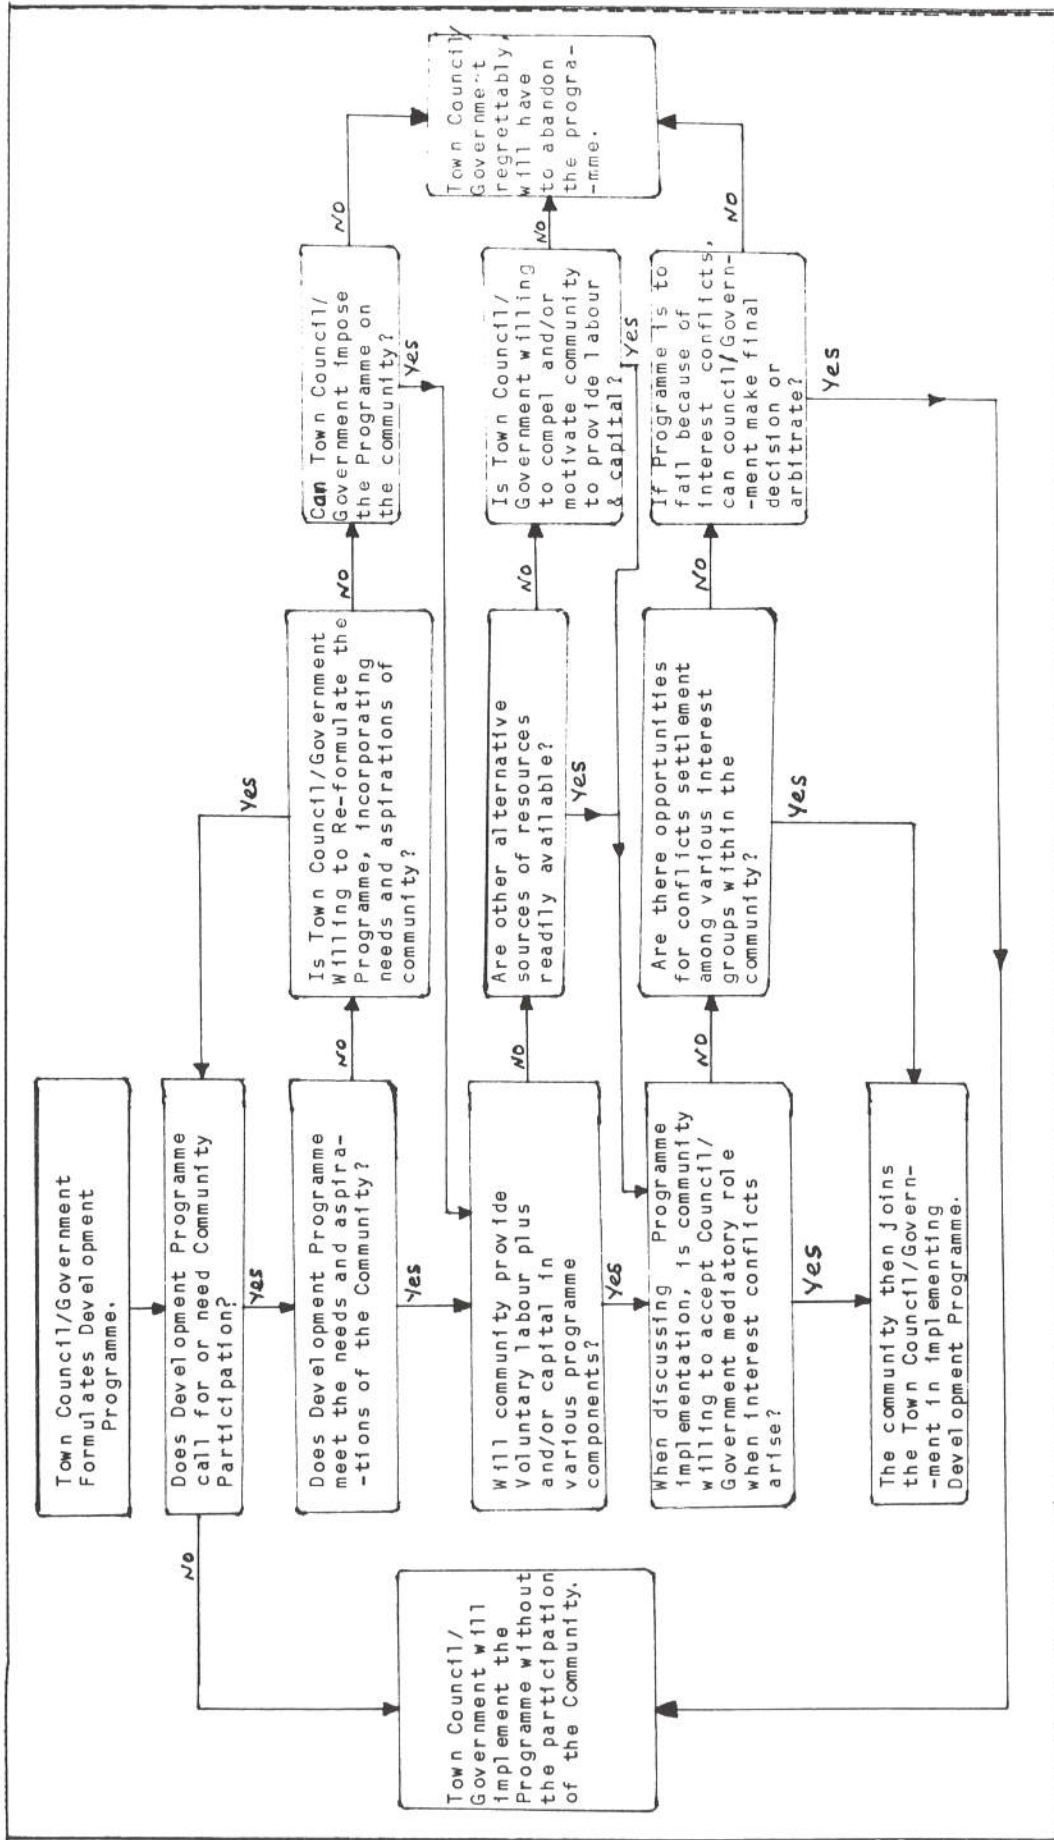 Town Council/Government
Formulates Development
Programme.
Does Development Programme
call for or need Community
Participation?
NO
Yes
Does Development Programme
meet the needs and aspira-
-tions of the Community?
NO
Yes
Is Town Council/Government
Willing to Re-formulate the
Programme, incorporating
needs and aspirations of
community?
Yes
NO
Can Town Council/
Government impose
the Programme on
the community?
NO
Yes
Town Council/
Government will
implement the
Programme without
the participation
of the Community.
Will community provide
Voluntary labour plus
and/or capital in
various programme
components?
NO
Yes
Are other alternative
sources of resources
readily available?
NO
Yes
Is Town Council/
Government willing
to compel and/or
motivate community
to provide labour
& capital?
NO
Yes
Town Council/
Government
regrettably,
will have
to abandon
the progra-
-mme.
When discussing Programme
implementation, is community
willing to accept Council/
Government mediatory role
when interest conflicts
arise?
NO
Yes
Are there opportunities
for conflicts settlement
among various interest
groups within the
community?
NO
Yes
If Programme is to
fail because of
interest conflicts,
can council/Govern-
-ment make final
decision or
arbitrate?
NO
Yes
The community then joins
the Town Council/Govern-
-ment in implementing
Development Programme.